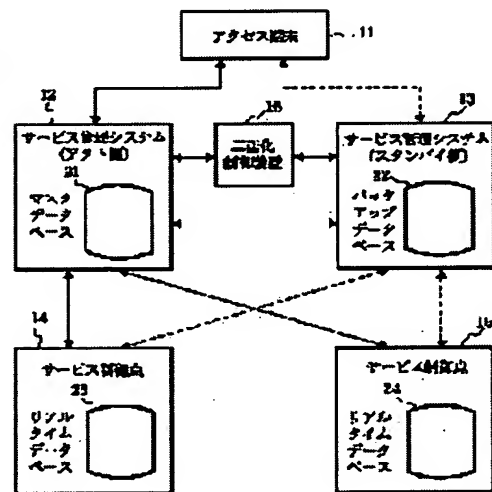 アクセス端末
11
12
サービス管理システム
(アクト側)
21
マスタ
データ
ベース
二重化
制御装置
13
サービス管理システム
(スタンバイ側)
22
バック
アップ
データ
ベース
14
サービス制御点
23
リアル
タイム
データ
ベース
サービス制御点
24
リアル
タイム
データ
ベース